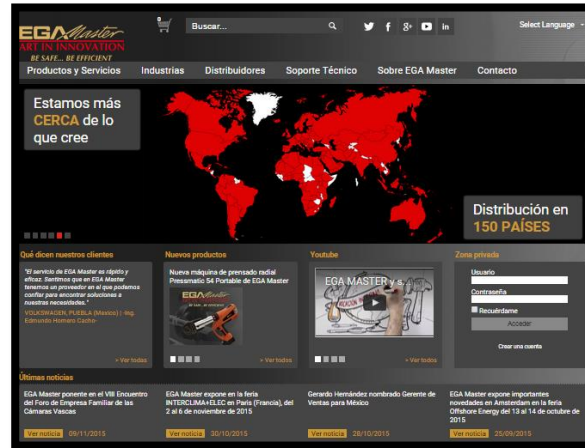 EGA Master
ART IN INNOVATION
BE SAFE... BE EFFICIENT
0
Buscar...
f
g+
in
Select Language
Productos y Servicios Industrias Distribuidores Soporte Técnico Sobre EGA Master Contacto
Estamos más
CERCA de lo
que cree
Distribución en
150 PAÍSES
Qué dicen nuestros clientes
"El servicio de EGA Master es rápido y
eficaz. Sentimos que en EGA Master
tenemos un proveedor en el que podemos
confiar para encontrar soluciones a
nuestras necesidades."
VOLKSWAGEN, PUEBLA (Mexico) | -Ing.
Edmundo Homero Cacho-
» Ver todos
Nuevos productos
Nueva máquina de prensado radial
Pressmatic 54 Portable de EGA Master
EGA Master
» Ver todos
Youtube
EGA MASTER y s...
» Ver todos
Zona privada
Usuario
Contraseña
Recuérdame
Acceder
Crear una cuenta
Últimas noticias
EGA Master ponente en el VIII Encuentro
del Foro de Empresa Familiar de las
Cámaras Vascas
Ver noticia 09/11/2015
EGA Master expone en la feria
INTERCLIMA+ELEC en Paris (Francia), del
2 al 6 de noviembre de 2015
Ver noticia 30/10/2015
Gerardo Hernández nombrado Gerente de
Ventas para México
Ver noticia 28/10/2015
EGA Master expone importantes
novedades en Amsterdam en la feria
Offshore Energy del 13 al 14 de octubre de
2015
Ver noticia 25/09/2015